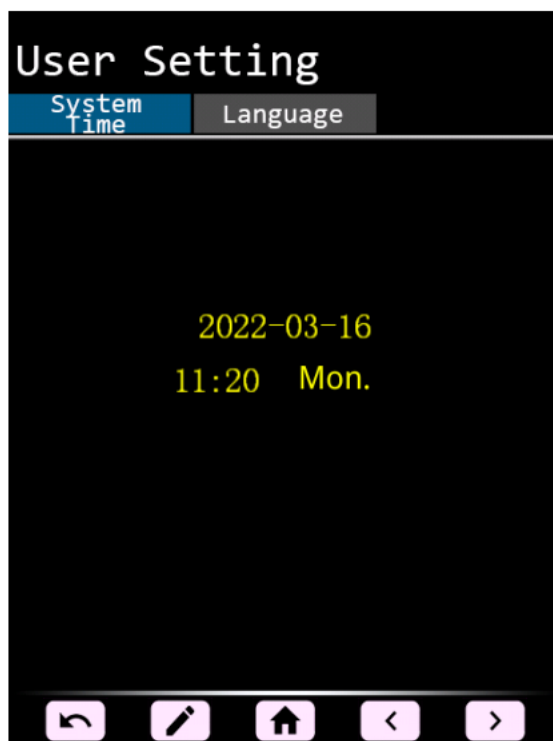 User Setting
System
Time
Language
2022-03-16
11:20 Mon.